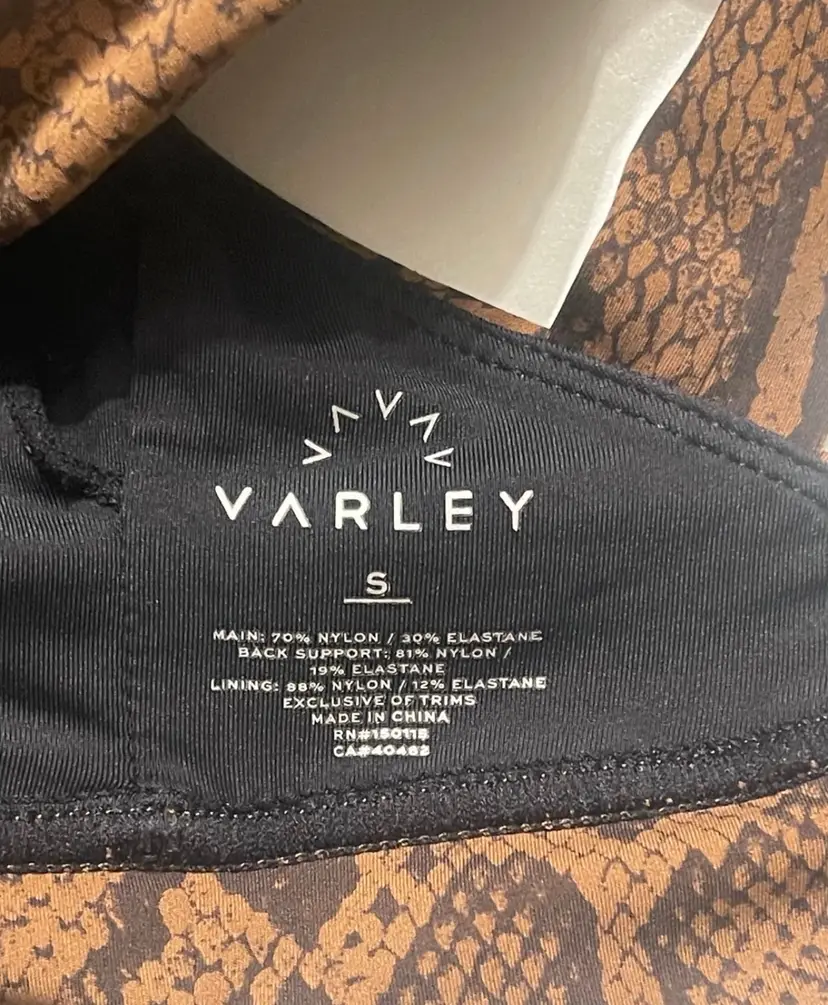 VARLEY
S
MAIN: 70% NYLON / 30% ELASTANE
BACK SUPPORT: 81% NYLON /
19% ELASTANE
LINING: 88% NYLON / 12% ELASTANE
EXCLUSIVE OF TRIMS
MADE IN CHINA
RN#150115
CA#40462